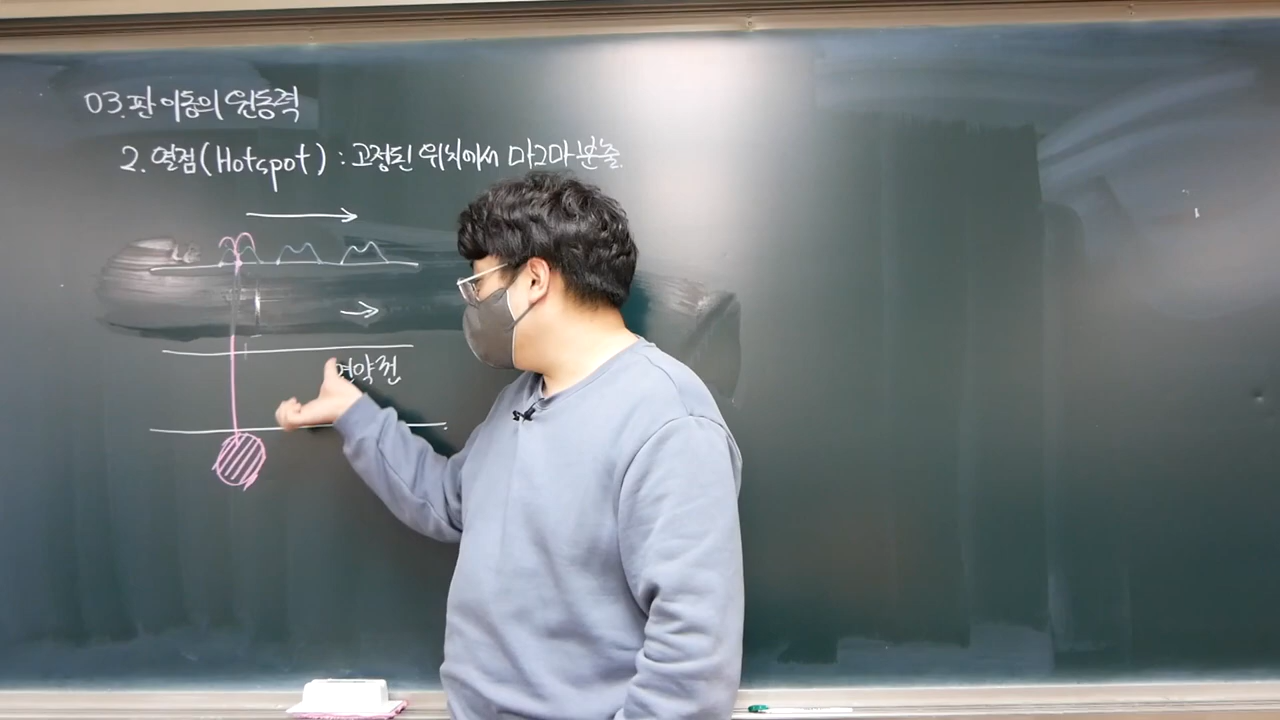 03. 판 이동의 원동력
2. 열점(Hotspot) : 고정된 위치에서 마그마 분출.
연약권